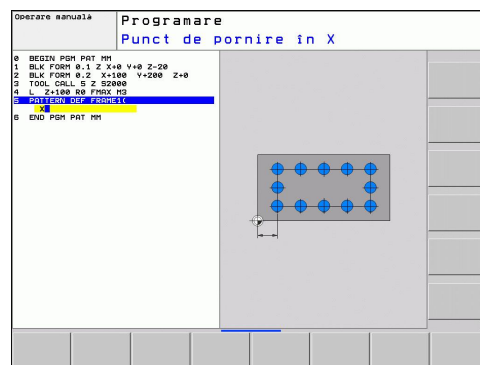 Operare manuală
Programare
Punct de pornire în X
0 BEGIN PGM PAT MM
1 BLK FORM 0.1 Z X+0 Y+0 Z-20
2 BLK FORM 0.2 X+100 Y+200 Z+0
3 TOOL CALL 5 Z S2000
4 L Z+100 R0 FMAX M3
5 PATTERN DEF FRAME1(
X
6 END PGM PAT MM